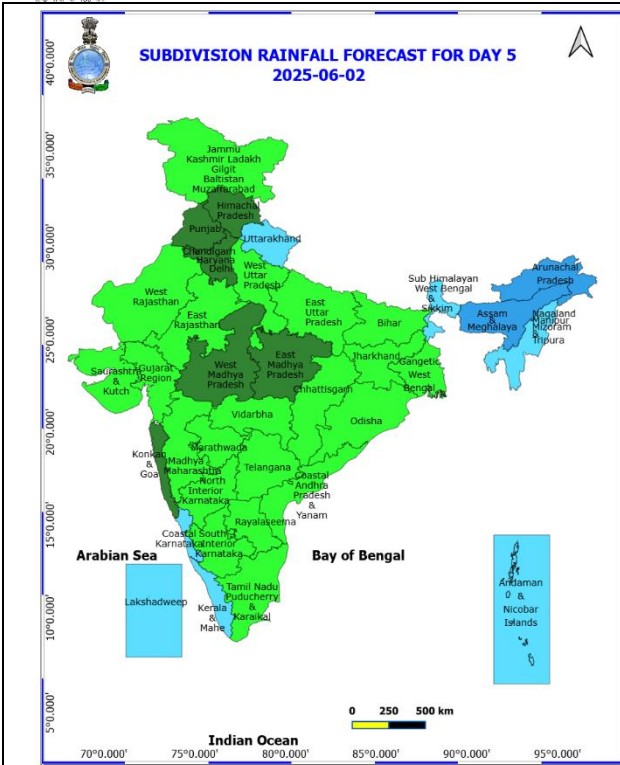 SUBDIVISION RAINFALL FORECAST FOR DAY 5
2025-06-02
40°0.000'
35°0.000'
30°0.000'
25°0.000'
20°0.000'
15°0.000'
10°0.000'
5°0.000'
Jammu
Kashmir Ladakh
Gilgit
Baltistan
Muzaffarabad
Himachal
Pradesh
Punjab
Uttarakhand
Chandigarh
Haryana
Delhi
West
Uttar
Pradesh
Arunachal
Pradesh
Sub Himalayan
West Bengal
&
Sikkim
West
Rajasthan
East
Rajasthan
East
Uttar
Pradesh
Bihar
Assam
&
Meghalaya
Nagaland
Manipur
Mizoram
&
Tripura
Saurashtra
&
Kutch
Gujarat
Region
West
Madhya
Pradesh
East
Madhya
Pradesh
Jharkhand
Gangetic
West
Bengal
Chhattisgarh
Vidarbha
Odisha
Konkan
&
Goa
Madhya
Maharashtra
Marathwada
Telangana
North
Interior
Karnataka
Coastal
Andhra
Pradesh
&
Yanam
Rayalaseema
Coastal
Karnataka
South
Interior
Karnataka
Arabian Sea
Bay of Bengal
Lakshadweep
Kerala
&
Mahe
Tamil Nadu
Puducherry
&
Karaikal
Andaman
&
Nicobar
Islands
0 250 500 km
Indian Ocean
70°0.000' 75°0.000' 80°0.000' 85°0.000' 90°0.000' 95°0.000'